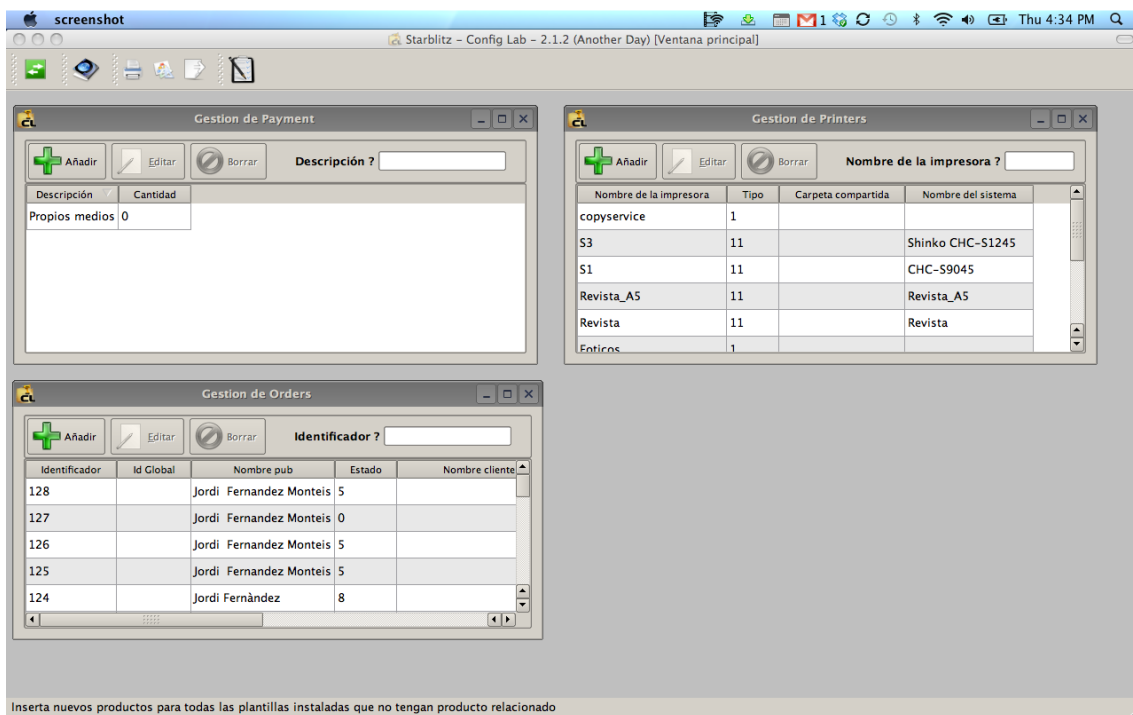 screenshot 1 Thu 4:34 PM
Starblitz - Config Lab - 2.1.2 (Another Day) [Ventana principal]
Gestion de Payment
Añadir Editar Borrar Descripción ?
Descripción Cantidad
Propios medios 0
Gestion de Printers
Añadir Editar Borrar Nombre de la impresora ?
Nombre de la impresora Tipo Carpeta compartida Nombre del sistema
copyservice 1
S3 11 Shinko CHC-S1245
S1 11 CHC-S9045
Revista_A5 11 Revista_A5
Revista 11 Revista
Foticos 1
Gestion de Orders
Añadir Editar Borrar Identificador ?
Identificador Id Global Nombre pub Estado Nombre cliente
128 Jordi Fernandez Monteis 5
127 Jordi Fernandez Monteis 0
126 Jordi Fernandez Monteis 5
125 Jordi Fernandez Monteis 5
124 Jordi Fernàndez 8
Inserta nuevos productos para todas las plantillas instaladas que no tengan producto relacionado